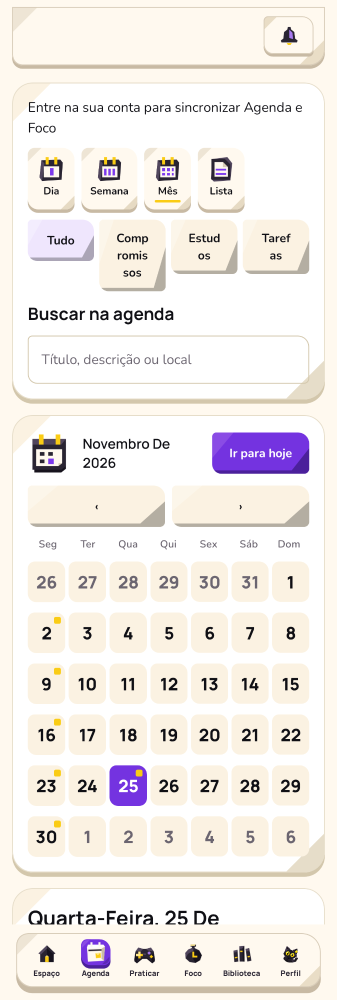 Entre na sua conta para sincronizar Agenda e
Foco
Dia Semana Mês Lista
Tudo
Comp
romis
sos
Estud
os
Taref
as
Buscar na agenda
Título, descrição ou local
Novembro De
2026
Ir para hoje
‹ ›
Seg Ter Qua Qui Sex Sáb Dom
26 27 28 29 30 31 1
2 3 4 5 6 7 8
9 10 11 12 13 14 15
16 17 18 19 20 21 22
23 24 25 26 27 28 29
30 1 2 3 4 5 6
Quarta-Feira, 25 De
Espaço Agenda Praticar Foco Biblioteca Perfil